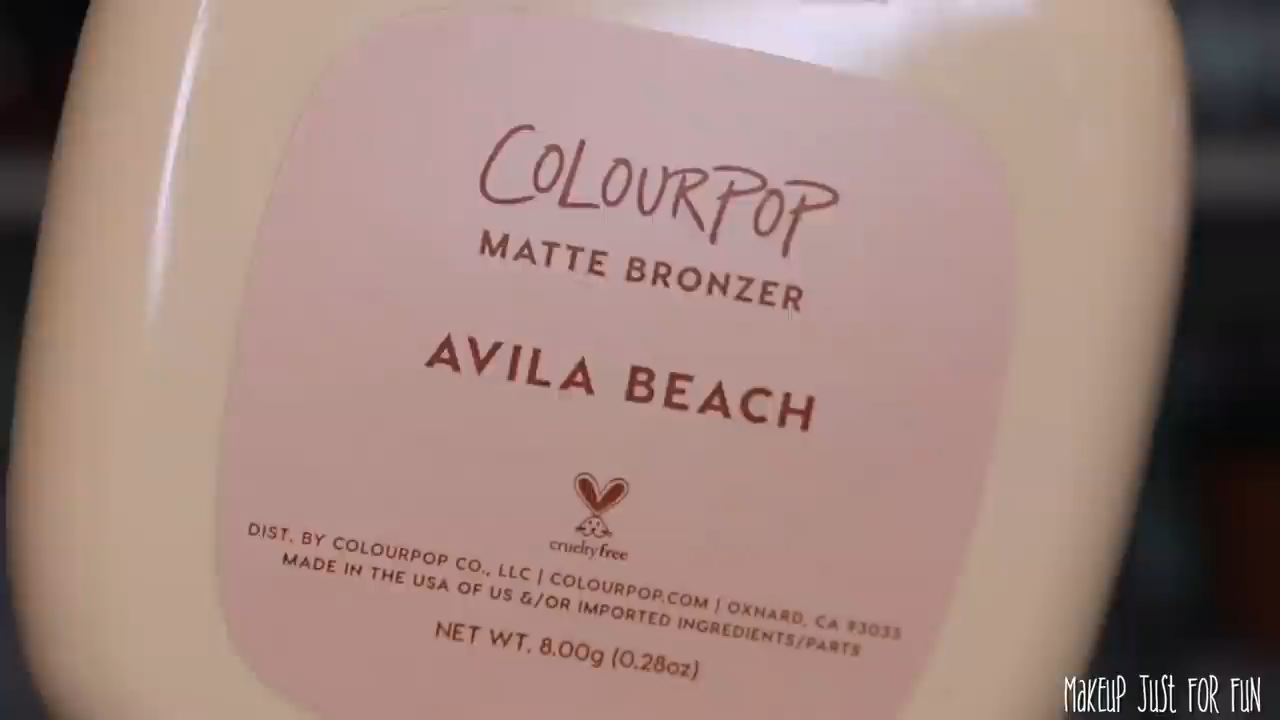 COLOURPOP
MATTE BRONZER
AVILA BEACH
cruelty free
DIST. BY COLOURPOP CO., LLC | COLOURPOP.COM | OXNARD, CA 93033
MADE IN THE USA OF US &/OR IMPORTED INGREDIENTS/PARTS
NET WT. 8.00g (0.28oz)
MAKEUP JUST FOR FUN